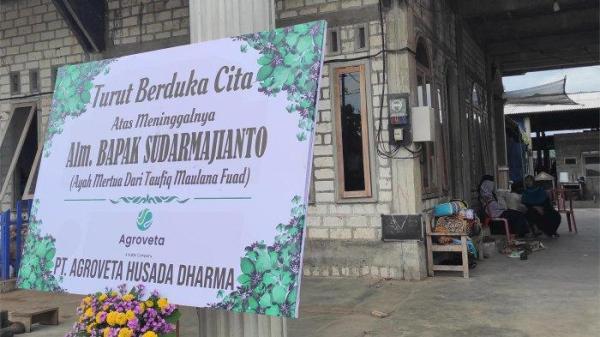 Turut Berduka Cita
Atas Meninggalnya
Alm. BAPAK SUDARMAJIANTO
(Ayah Mertua Dari Taufiq Maulana Fuad)
Agroveta
PT. AGROVETA HUSADA DHARMA